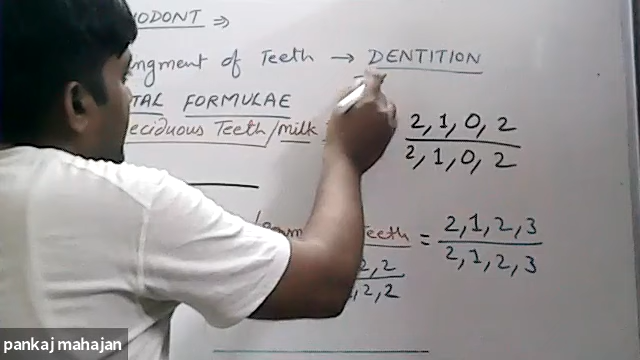 ODONT ⇒
ngment of Teeth → DENTITION
TAL FORMULAE
eciduous Teeth/milk
2, 1, 0, 2
2, 1, 0, 2
Teeth = 2, 1, 2, 3
2, 1, 2, 3
2, 2
2, 2
pankaj mahajan